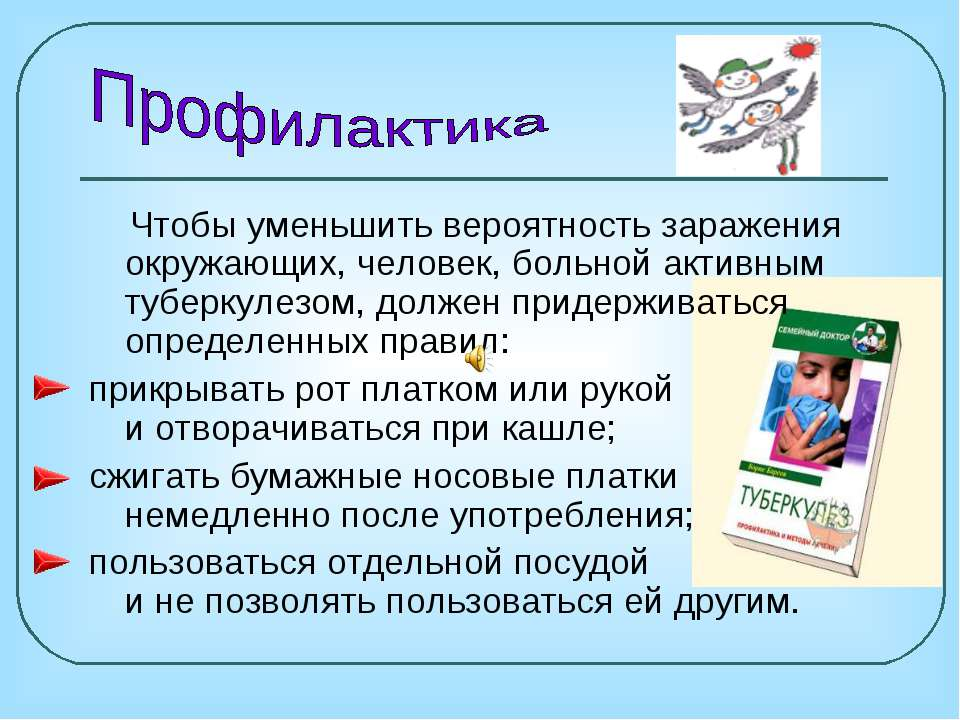 Профилактика
Чтобы уменьшить вероятность заражения
окружающих, человек, больной активным
туберкулезом, должен придерживаться
определенных правил:
прикрывать рот платком или рукой
и отворачиваться при кашле;
сжигать бумажные носовые платки
немедленно после употребления;
пользоваться отдельной посудой
и не позволять пользоваться ей другим.
СЕМЕЙНЫЙ ДОКТОР
Борис Бареев
ТУБЕРКУЛЕЗ
ПРОФИЛАКТИКА И МЕТОДЫ ЛЕЧЕНИЯ